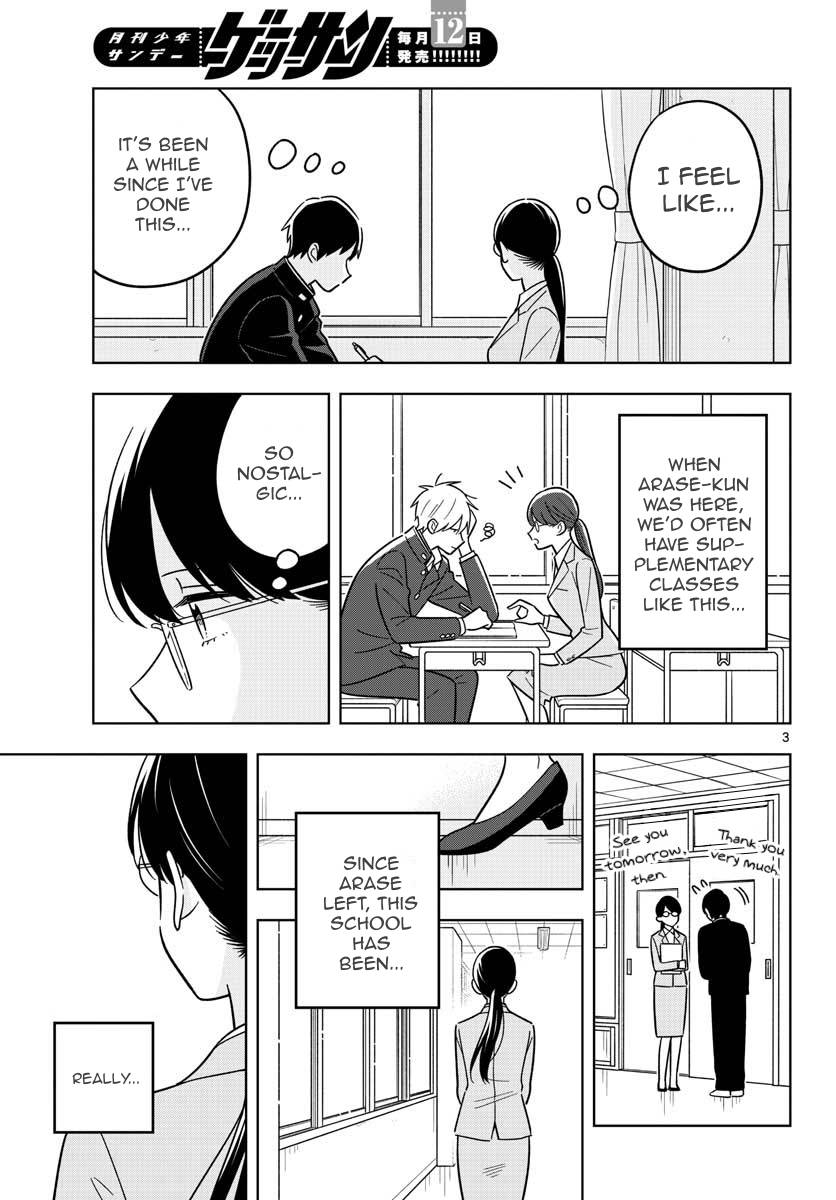 月刊少年
サンデー
ゲッサン
毎月12日
発売!!!!!!!!!
I FEEL
LIKE...
IT'S BEEN
A WHILE
SINCE I'VE
DONE
THIS...
WHEN
ARASE-KUN
WAS HERE,
WE'D OFTEN
HAVE SUP-
PLEMENTARY
CLASSES
LIKE THIS...
SO
NOSTAL-
GIC...
3
Thank you
very much.
See you
tomorrow,
then.
SINCE
ARASE
LEFT, THIS
SCHOOL
HAS
BEEN...
REALLY...